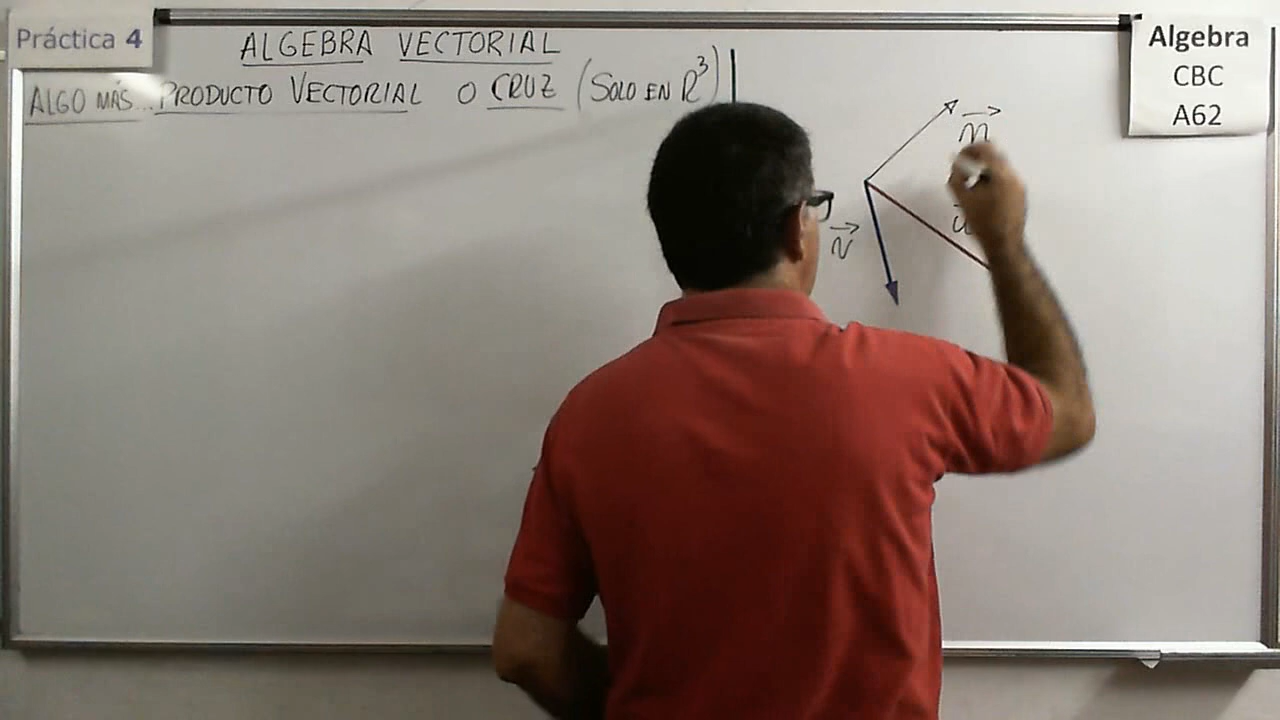 Práctica 4
ALGEBRA VECTORIAL
ALGO MÁS... PRODUCTO VECTORIAL O CRUZ (SOLO EN R³)
Algebra
CBC
A62
m
v
u